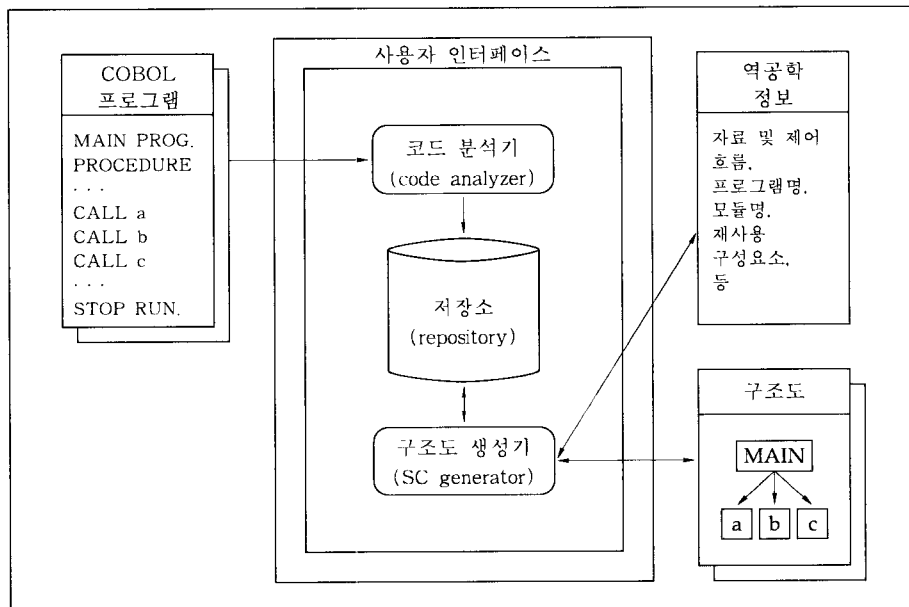 COBOL
프로그램
MAIN PROG.
PROCEDURE
. . .
CALL a
CALL b
CALL c
. . .
STOP RUN.
사용자 인터페이스
코드 분석기
(code analyzer)
저장소
(repository)
구조도 생성기
(SC generator)
역공학
정보
자료 및 제어
흐름,
프로그램명,
모듈명,
재사용
구성요소,
등
구조도
MAIN
a b c